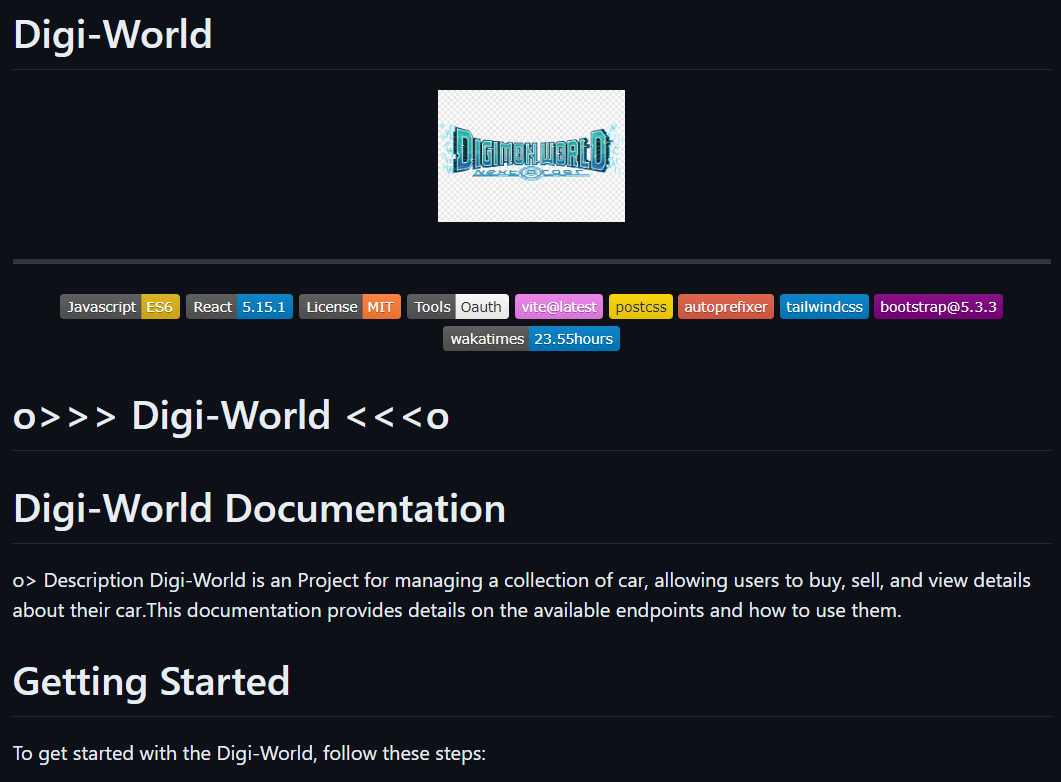 Digi-World
DIGIMON WORLD
NEXT 0RDER
Javascript ES6 React 5.15.1 License MIT Tools Oauth vite@latest postcss autoprefixer tailwindcss bootstrap@5.3.3
wakatimes 23.55hours
o>>> Digi-World <<<o
Digi-World Documentation
o> Description Digi-World is an Project for managing a collection of car, allowing users to buy, sell, and view details
about their car.This documentation provides details on the available endpoints and how to use them.
Getting Started
To get started with the Digi-World, follow these steps: